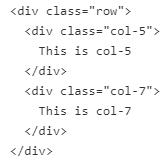 <div class="row">
  <div class="col-5">
    This is col-5
  </div>
  <div class="col-7">
    This is col-7
  </div>
</div>